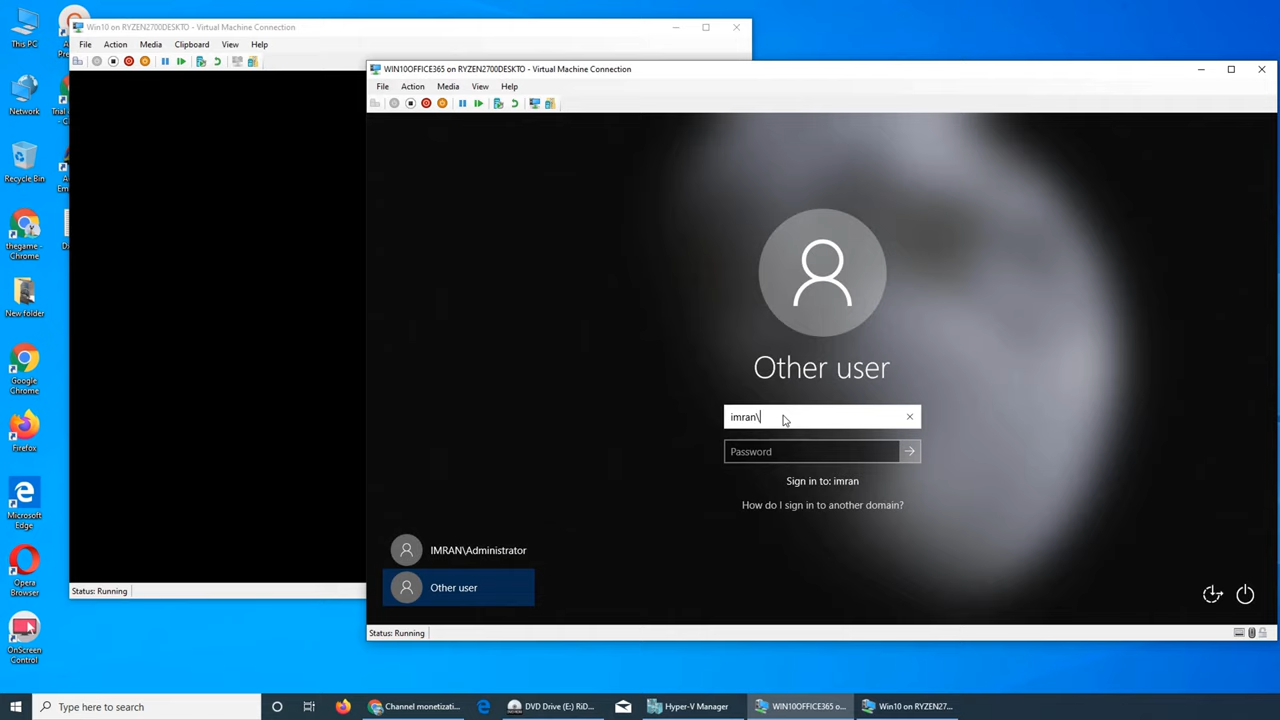 This PC
Network
Recycle Bin
thegame -
Chrome
New folder
Google
Chrome
Firefox
Microsoft
Edge
Opera
Browser
OnScreen
Control
Win10 on RYZEN2700DESKTO - Virtual Machine Connection
File Action Media Clipboard View Help
Status: Running
WIN10OFFICE365 on RYZEN2700DESKTO - Virtual Machine Connection
File Action Media View Help
Other user
imran\
Password
Sign in to: imran
How do I sign in to another domain?
IMRAN\Administrator
Other user
Status: Running
Type here to search
Channel monetizati...
DVD Drive (E:) RiD...
Hyper-V Manager
WIN10OFFICE365 o...
Win10 on RYZEN27...